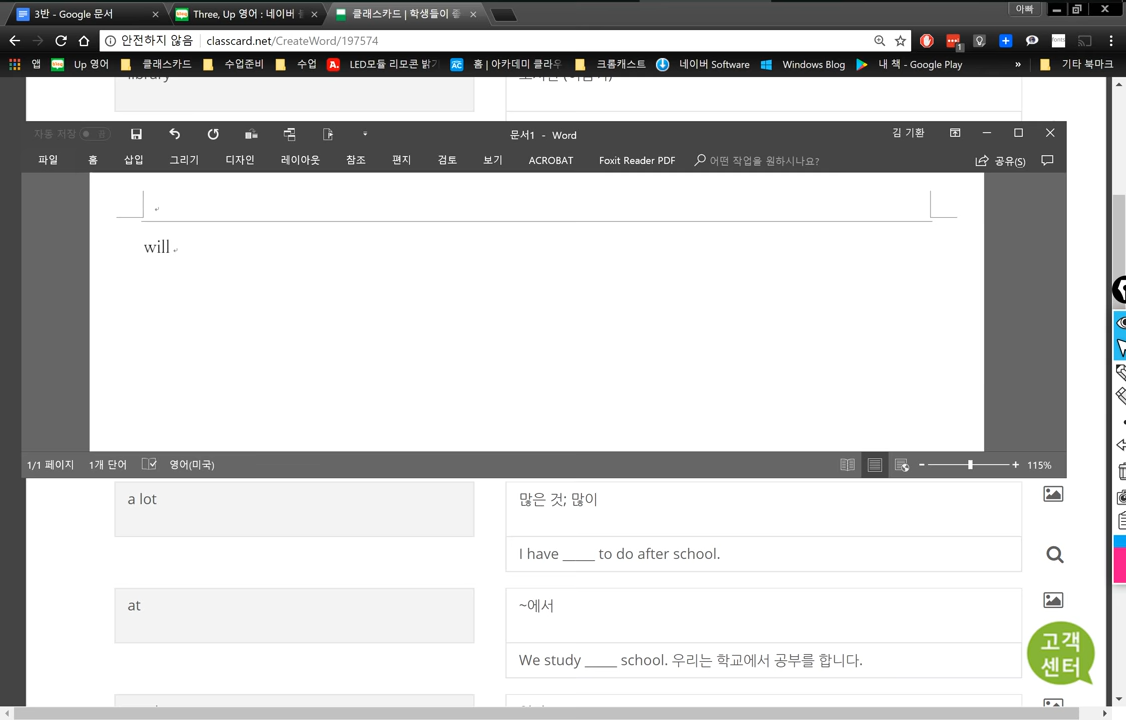 3반 - Google 문서
Three, Up 영어 : 네이버
클래스카드 | 학생들이 좋
아빠
안전하지 않음
classcard.net/CreateWord/197574
앱
Up 영어
클래스카드
수업준비
수업
LED모듈 리모콘 밝기
홈 | 아카데미 클라우
크롬캐스트
네이버 Software
Windows Blog
내 책 - Google Play
»
기타 북마크
library
자동 저장
문서1 - Word
김 기환
파일
홈
삽입
그리기
디자인
레이아웃
참조
편지
검토
보기
ACROBAT
Foxit Reader PDF
어떤 작업을 원하시나요?
공유(S)
will
1/1 페이지
1개 단어
영어(미국)
115%
a lot
많은 것; 많이
I have _____ to do after school.
at
~에서
We study _____ school. 우리는 학교에서 공부를 합니다.
고객
센터